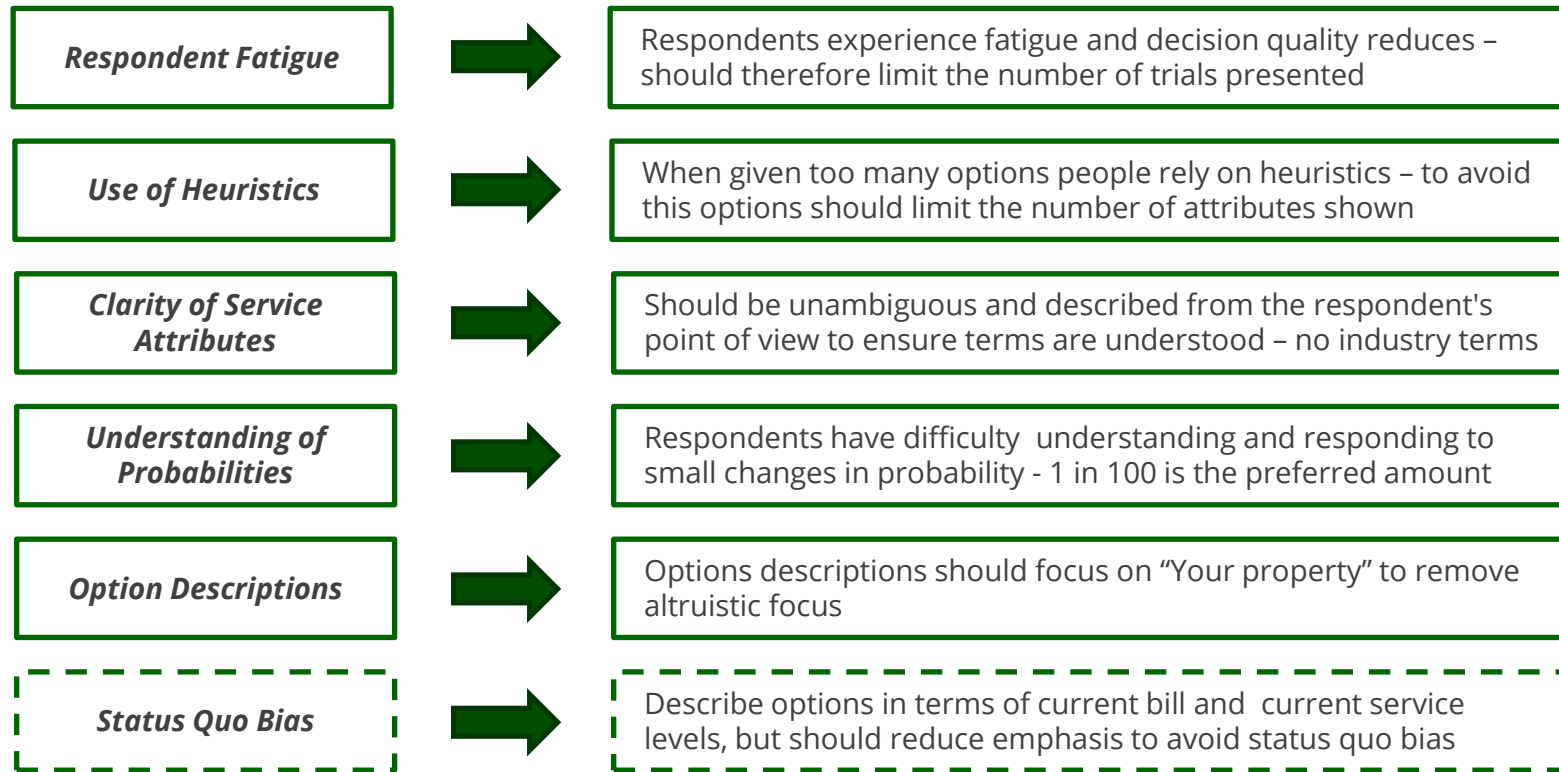 Respondent Fatigue
Respondents experience fatigue and decision quality reduces –
should therefore limit the number of trials presented
Use of Heuristics
When given too many options people rely on heuristics – to avoid
this options should limit the number of attributes shown
Clarity of Service
Attributes
Should be unambiguous and described from the respondent's
point of view to ensure terms are understood – no industry terms
Understanding of
Probabilities
Respondents have difficulty  understanding and responding to
small changes in probability - 1 in 100 is the preferred amount
Option Descriptions
Options descriptions should focus on “Your property” to remove
altruistic focus
Status Quo Bias
Describe options in terms of current bill and  current service
levels, but should reduce emphasis to avoid status quo bias